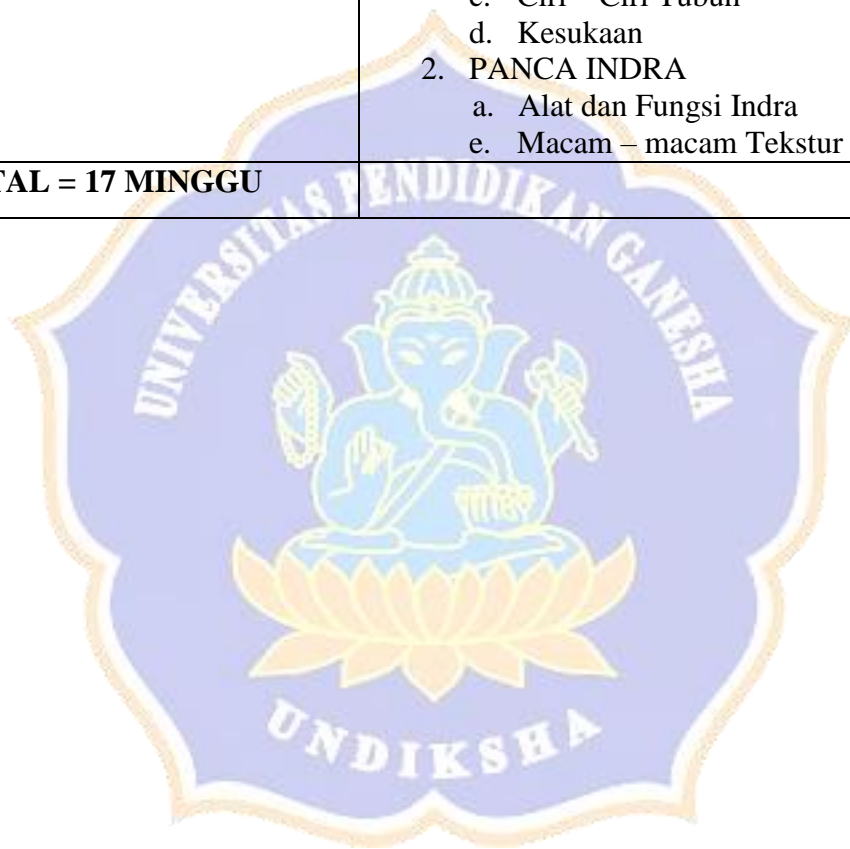 d. Kesukaan
2. PANCA INDRA
a. Alat dan Fungsi Indra
e. Macam – macam Tekstur
TAL = 17 MINGGU
UNIVERSITAS PENDIDIKAN GANESHA
UNDIKSHA